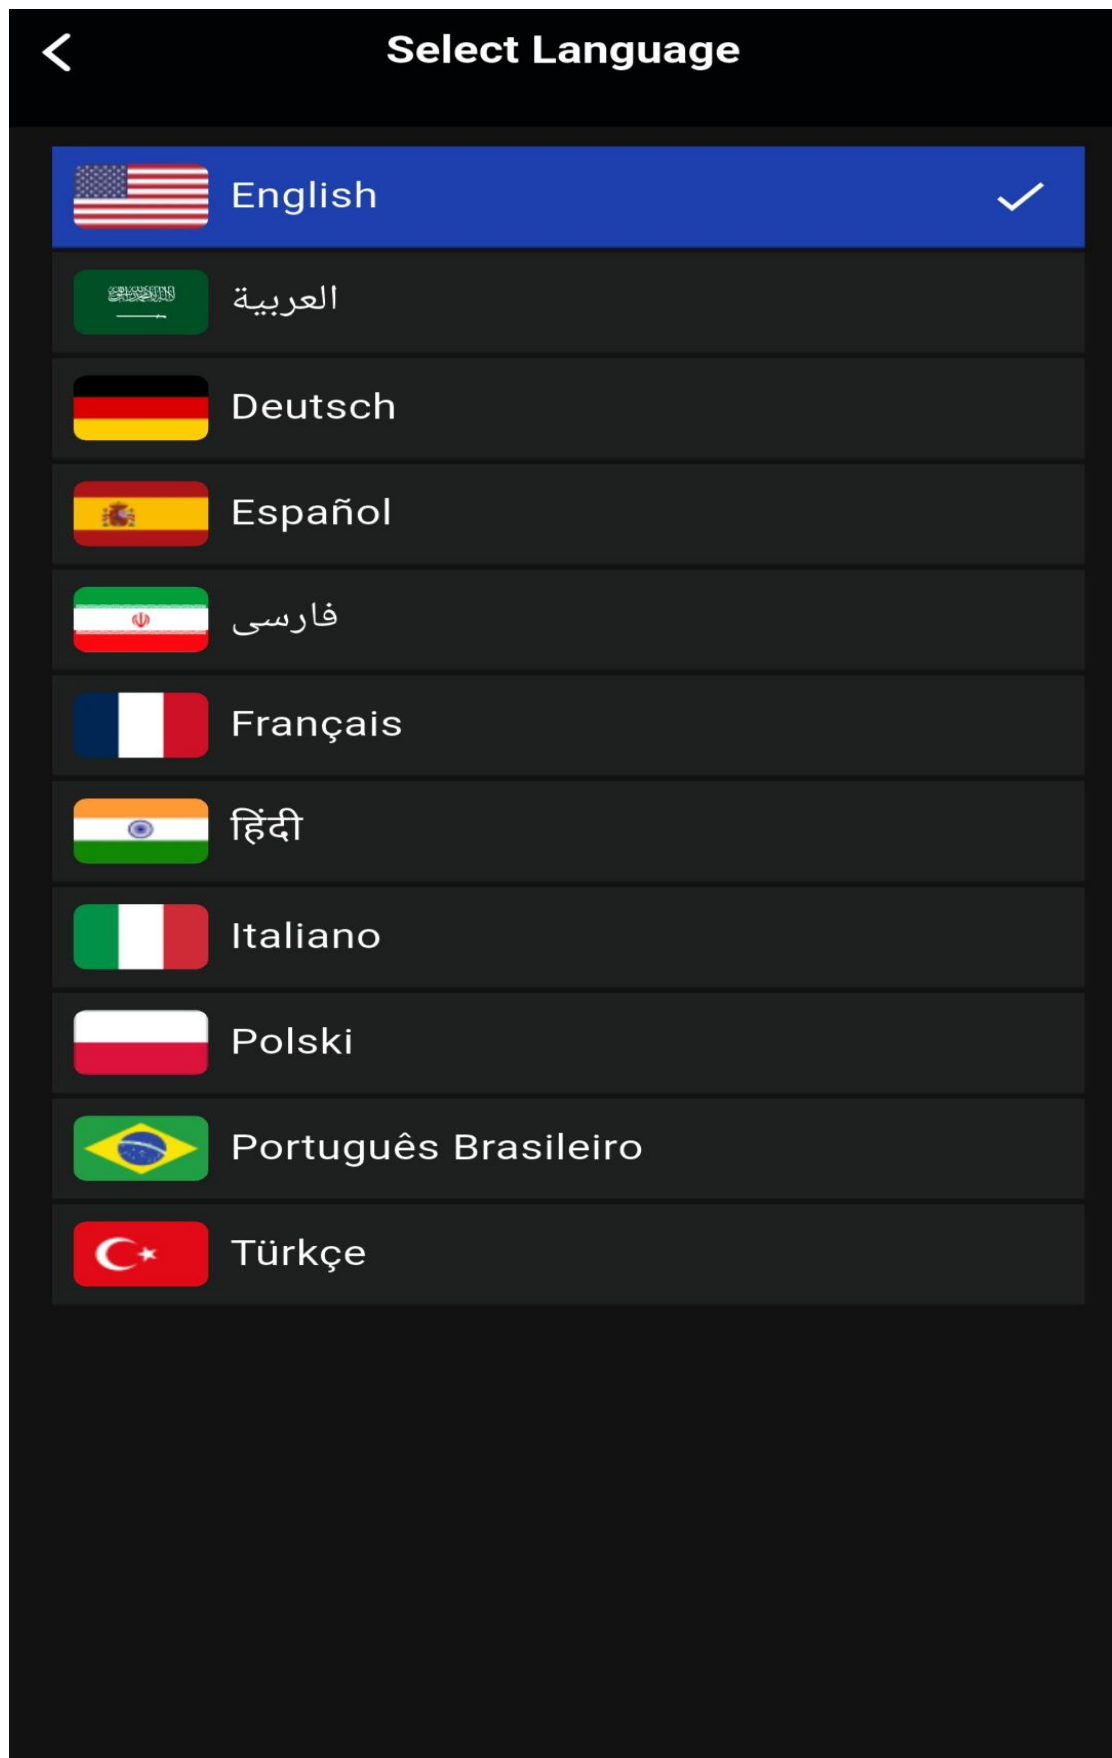 Select Language
English
العربية
Deutsch
Español
فارسی
Français
हिंदी
Italiano
Polski
Português Brasileiro
Türkçe